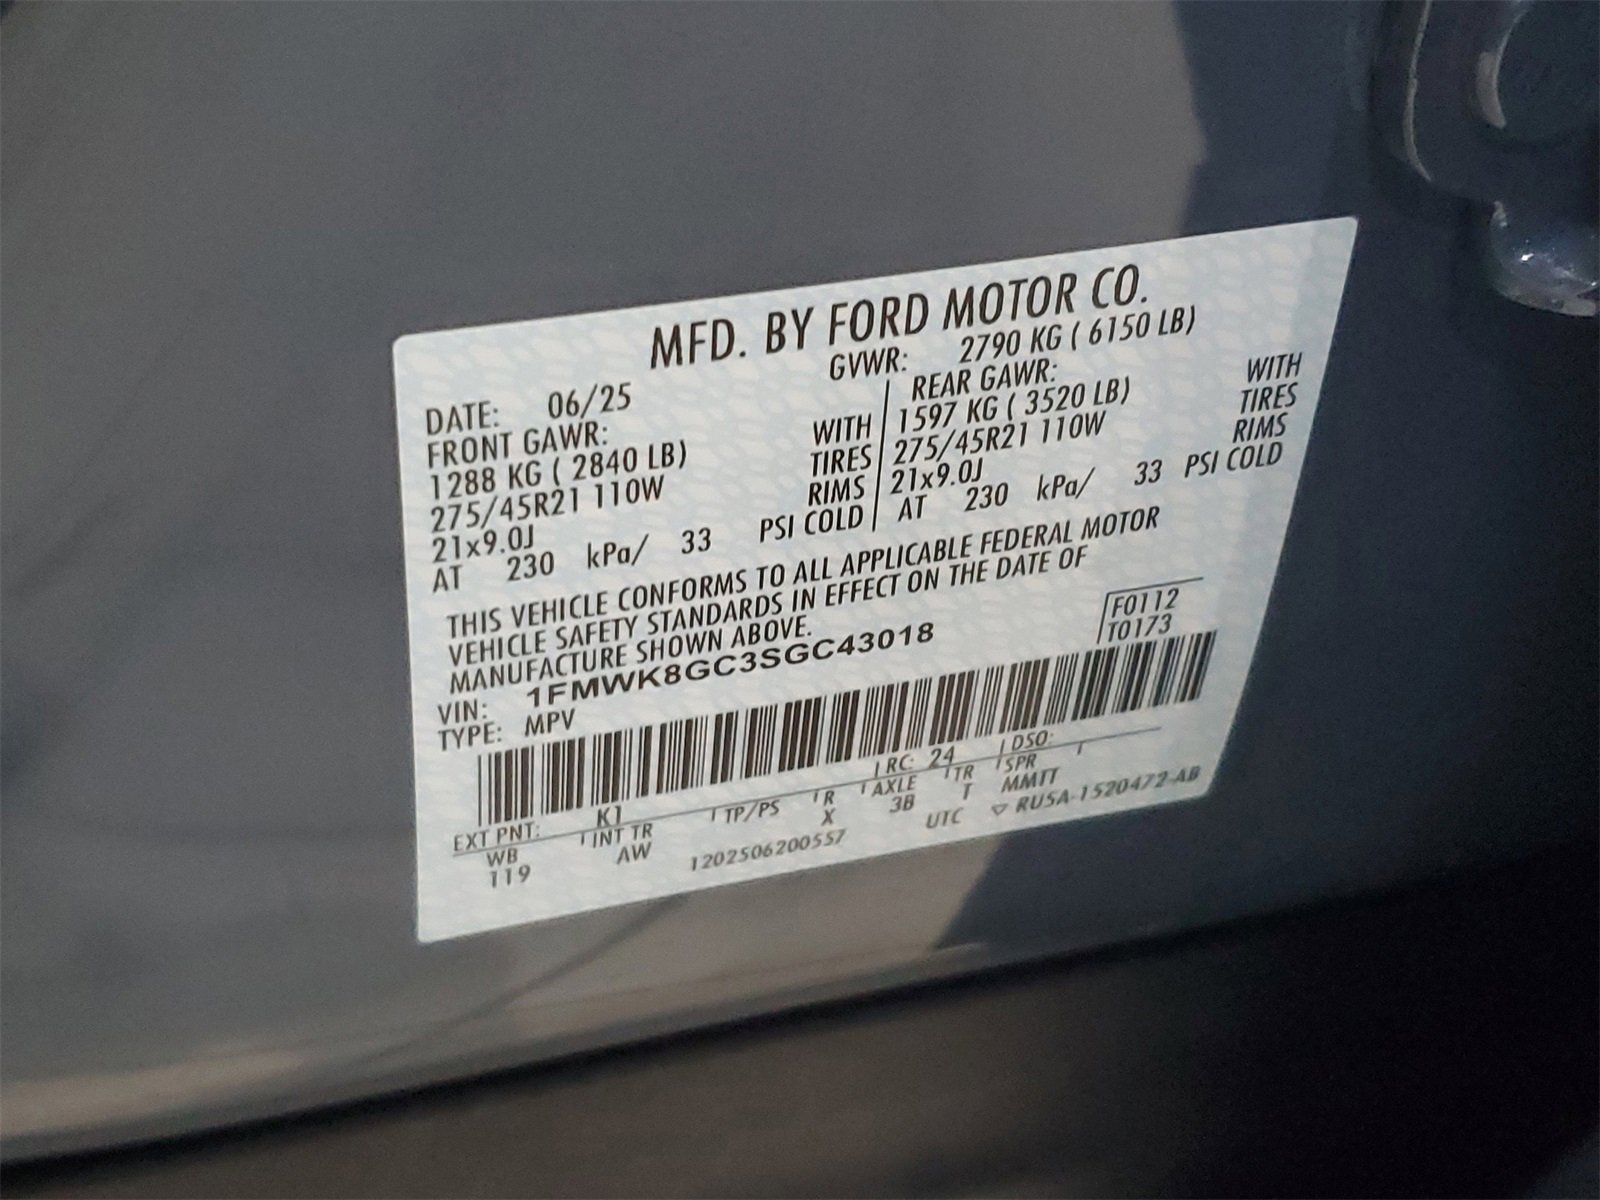 MFD. BY FORD MOTOR CO.
DATE: 06/25 GVWR: 2790 KG ( 6150 LB)
FRONT GAWR: REAR GAWR:
1288 KG ( 2840 LB) WITH 1597 KG ( 3520 LB) WITH
275/45R21 110W TIRES 275/45R21 110W TIRES
21x9.0J RIMS 21x9.0J RIMS
AT 230 kPa/ 33 PSI COLD AT 230 kPa/ 33 PSI COLD
THIS VEHICLE CONFORMS TO ALL APPLICABLE FEDERAL MOTOR
VEHICLE SAFETY STANDARDS IN EFFECT ON THE DATE OF
MANUFACTURE SHOWN ABOVE.
F0112
T0173
VIN: 1FMWK8GC3SGC43018
TYPE: MPV
EXT PNT: K1 RC: 24 DSO:
WB INT TR TP/PS R AXLE TR SPR
119 AW X 3B T MMTT
1202506200557 UTC ▽ RU5A-1520472-AB